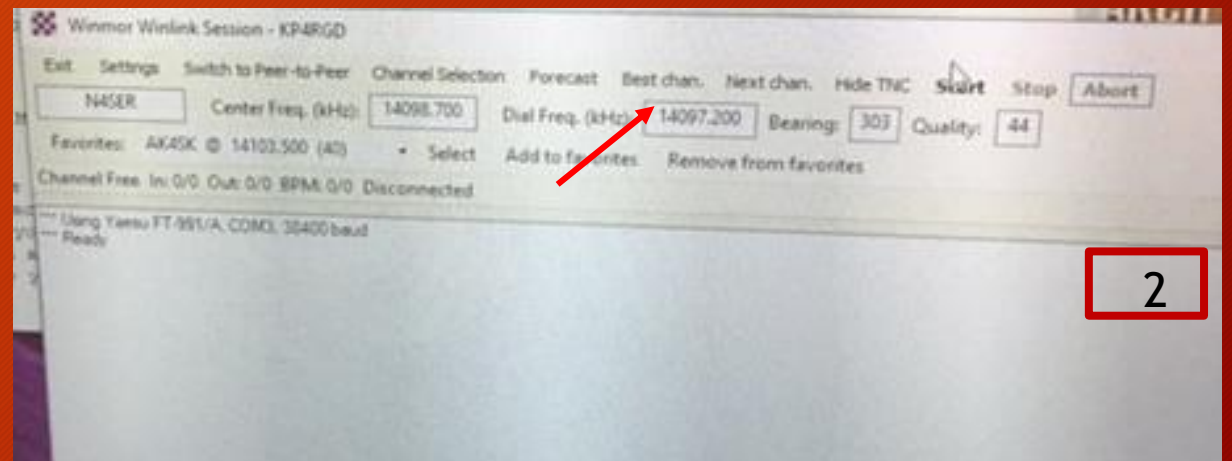 Winmor Winlink Session - KP4RGD
Exit Settings Switch to Peer-to-Peer Channel Selection Forecast Best chan. Next chan. Hide TNC Start Stop Abort
N4SER Center Freq. (kHz): 14098.700 Dial Freq. (kHz): 14097.200 Bearing: 303 Quality: 44
Favorites: AK4SK @ 14103.500 (40) Select Add to favorites Remove from favorites
Channel Free In: 0/0 Out: 0/0 BPM: 0/0 Disconnected
*** Using Yaesu FT-991/A, COM3, 38400 baud
*** Ready
2